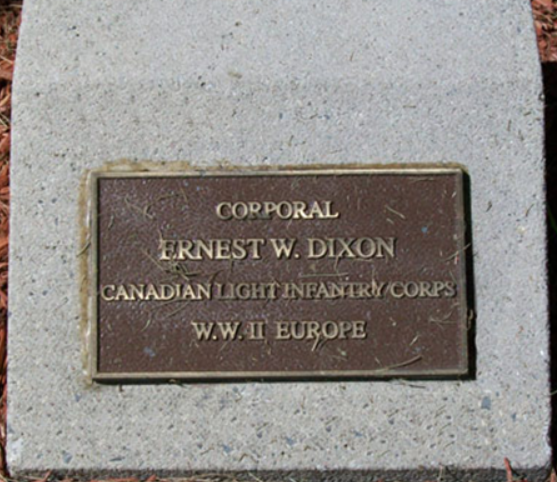 CORPORAL
ERNEST W. DIXON
CANADIAN LIGHT INFANTRY CORPS
W.W. II EUROPE